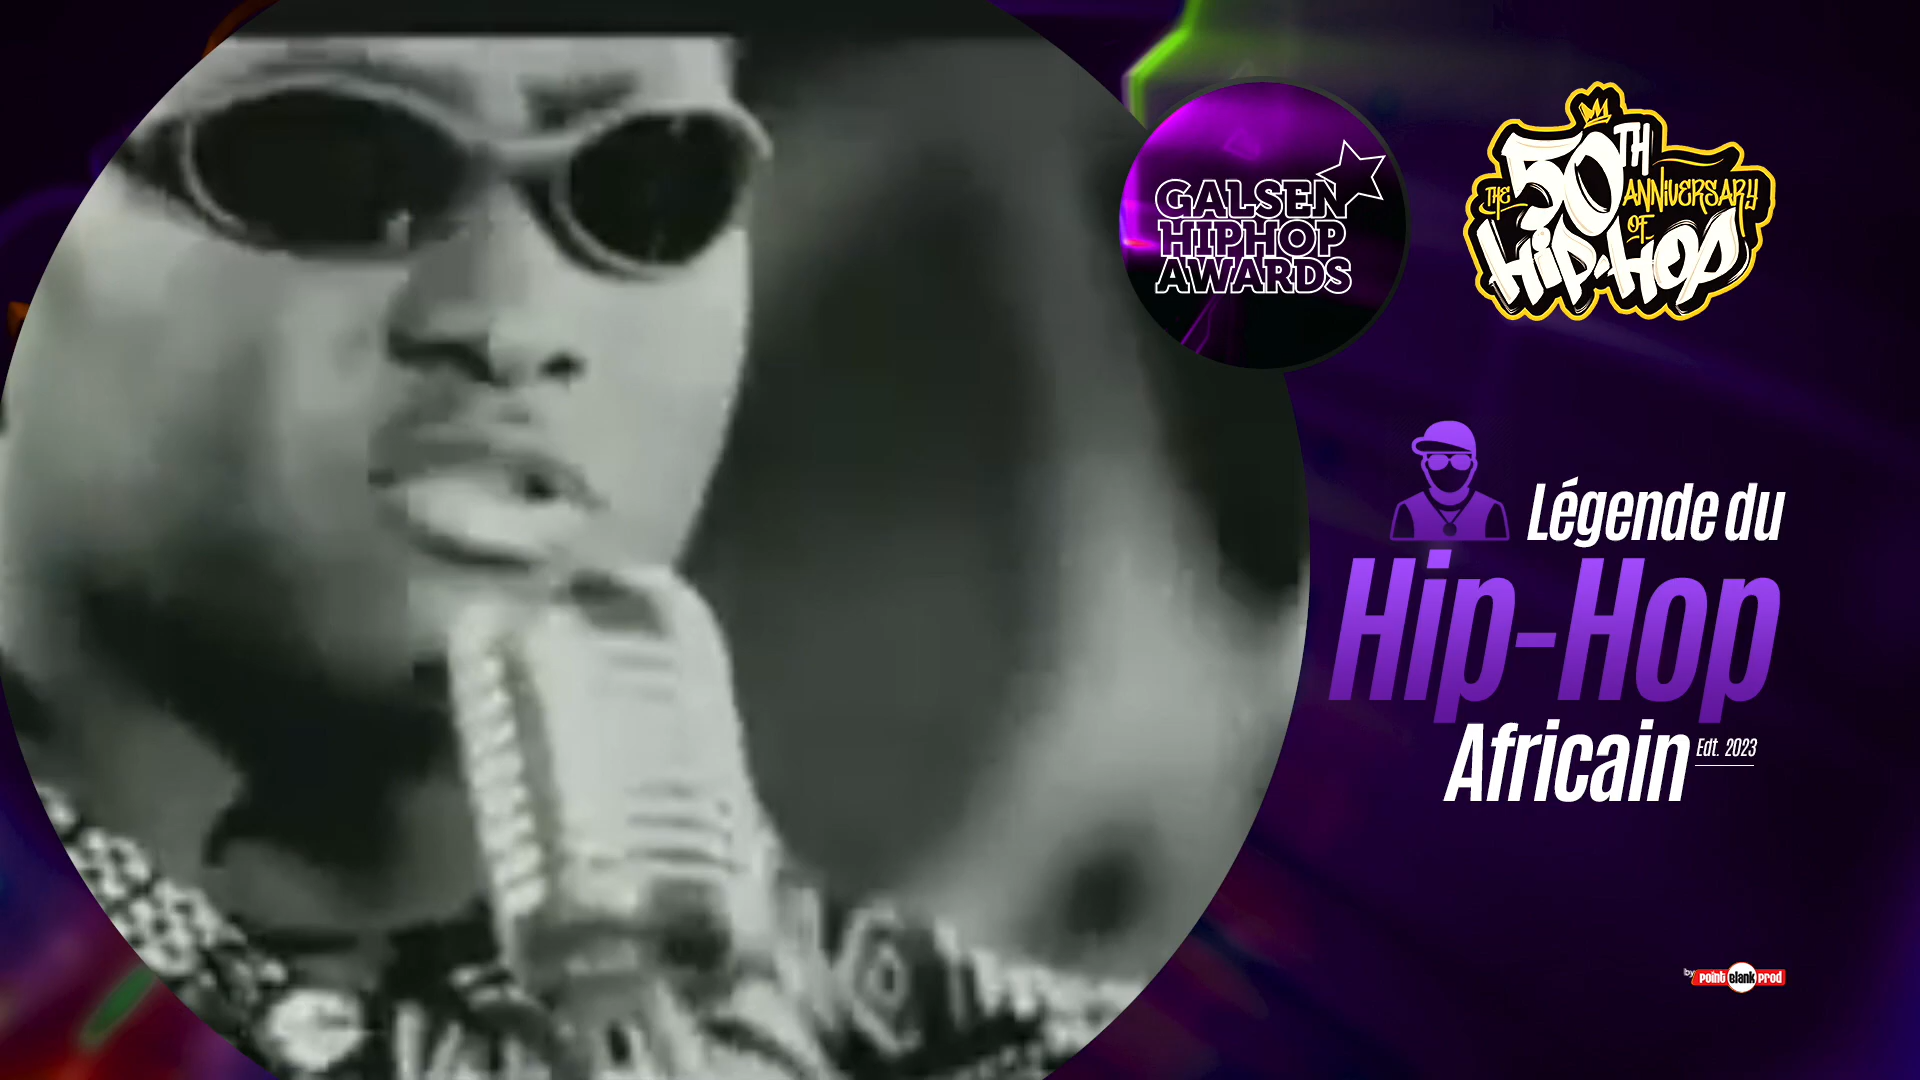 GALSEN
HIPHOP
AWARDS
THE 50TH
ANNIVERSARY
OF
HIP-HOP
Légende du
Hip-Hop
Africain
Edt. 2023
by Point Blank Prod